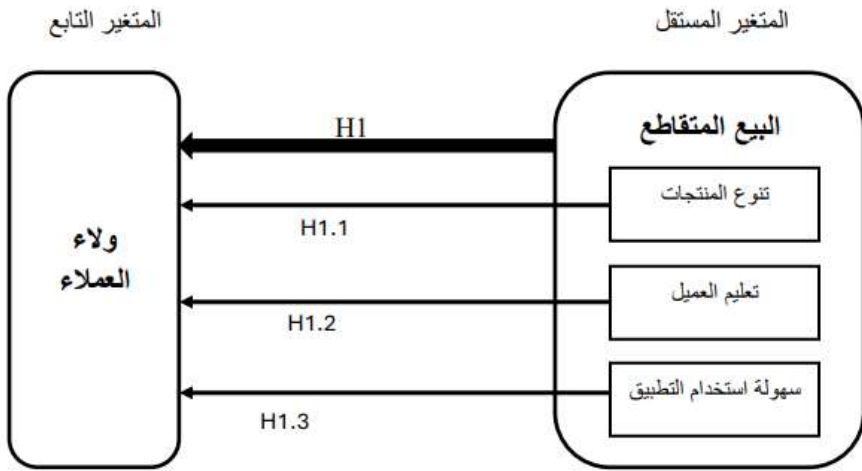 المتغير المستقل
المتغير التابع
البيع المتقاطع
H1
تنوع المنتجات
H1.1
ولاء
العملاء
تعليم العميل
H1.2
سهولة استخدام التطبيق
H1.3